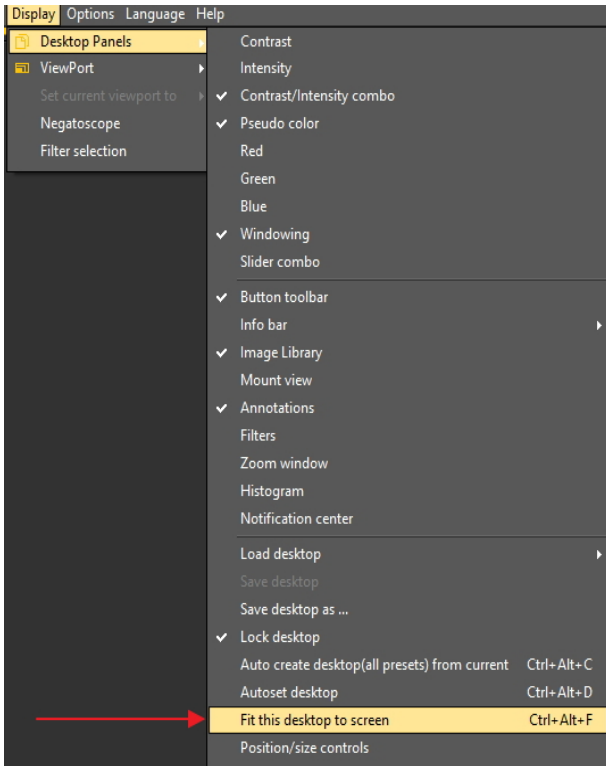 Display Options Language Help
Desktop Panels
ViewPort
Set current viewport to
Negatoscope
Filter selection
Contrast
Intensity
Contrast/Intensity combo
Pseudo color
Red
Green
Blue
Windowing
Slider combo
Button toolbar
Info bar
Image Library
Mount view
Annotations
Filters
Zoom window
Histogram
Notification center
Load desktop
Save desktop
Save desktop as ...
Lock desktop
Auto create desktop(all presets) from current Ctrl+Alt+C
Autoset desktop Ctrl+Alt+D
Fit this desktop to screen Ctrl+Alt+F
Position/size controls